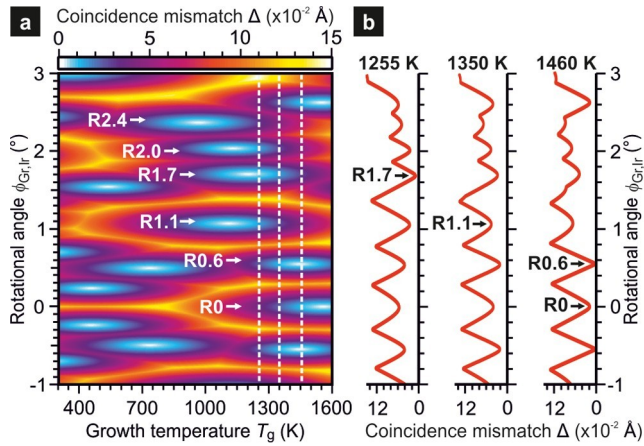 a
Coincidence mismatch Δ (x10⁻² Å)
0 5 10 15
Rotational angle ϕGr,Ir (°)
3
2
1
0
-1
R2.4
R2.0
R1.7
R1.1
R0.6
R0
400 700 1000 1300 1600
Growth temperature Tg (K)
b
1255 K 1350 K 1460 K
R1.7
R1.1
R0.6
R0
3
2
1
0
-1
Rotational angle ϕGr,Ir (°)
12 0 12 0 12 0
Coincidence mismatch Δ (x10⁻² Å)